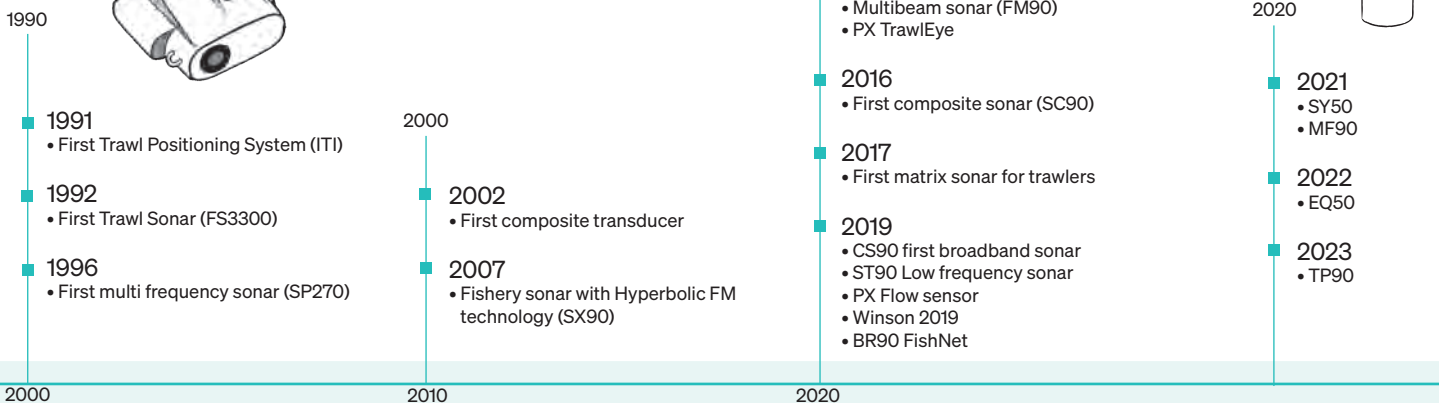 1990
1991
• First Trawl Positioning System (ITI)
1992
• First Trawl Sonar (FS3300)
1996
• First multi frequency sonar (SP270)
2000
2000
2002
• First composite transducer
2007
• Fishery sonar with Hyperbolic FM
technology (SX90)
2010
• Multibeam sonar (FM90)
• PX TrawlEye
2016
• First composite sonar (SC90)
2017
• First matrix sonar for trawlers
2019
• CS90 first broadband sonar
• ST90 Low frequency sonar
• PX Flow sensor
• Winson 2019
• BR90 FishNet
2020
2020
2021
• SY50
• MF90
2022
• EQ50
2023
• TP90